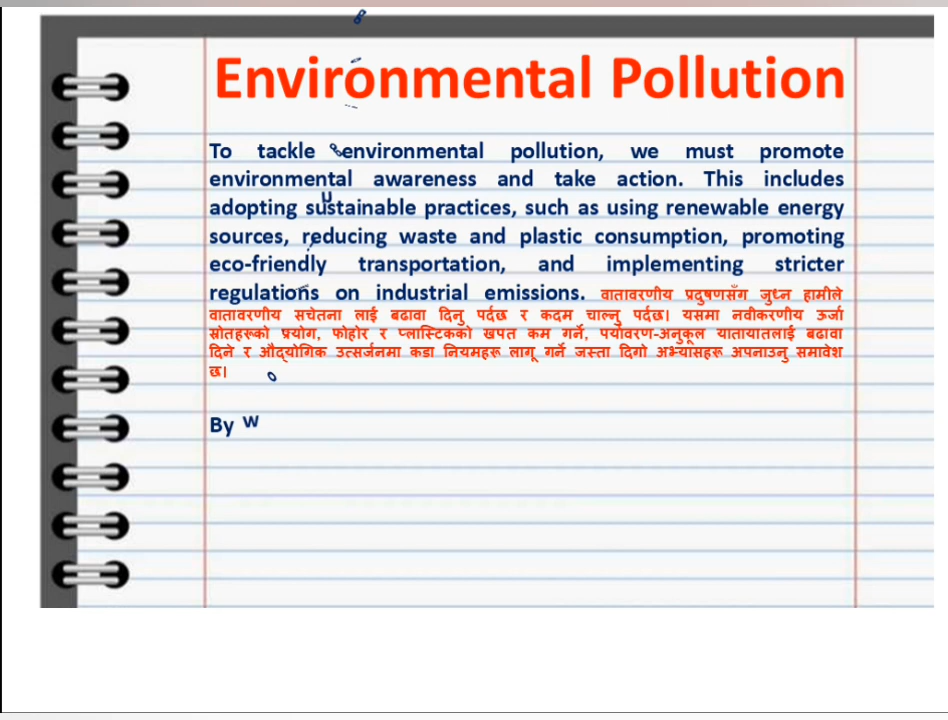 Environmental Pollution
To tackle environmental pollution, we must promote
environmental awareness and take action. This includes
adopting sustainable practices, such as using renewable energy
sources, reducing waste and plastic consumption, promoting
eco-friendly transportation, and implementing stricter
regulations on industrial emissions. वातावरणीय प्रदुषणसँग जुध्न हामीले
वातावरणीय सचेतना लाई बढावा दिनु पर्दछ र कदम चाल्नु पर्दछ। यसमा नवीकरणीय ऊर्जा
स्रोतहरूको प्रयोग, फोहोर र प्लास्टिकको खपत कम गर्ने, पर्यावरण-अनुकूल यातायातलाई बढावा
दिने र औद्योगिक उत्सर्जनमा कडा नियमहरू लागू गर्ने जस्ता दिगो अभ्यासहरू अपनाउनु समावेश
छ।
By W